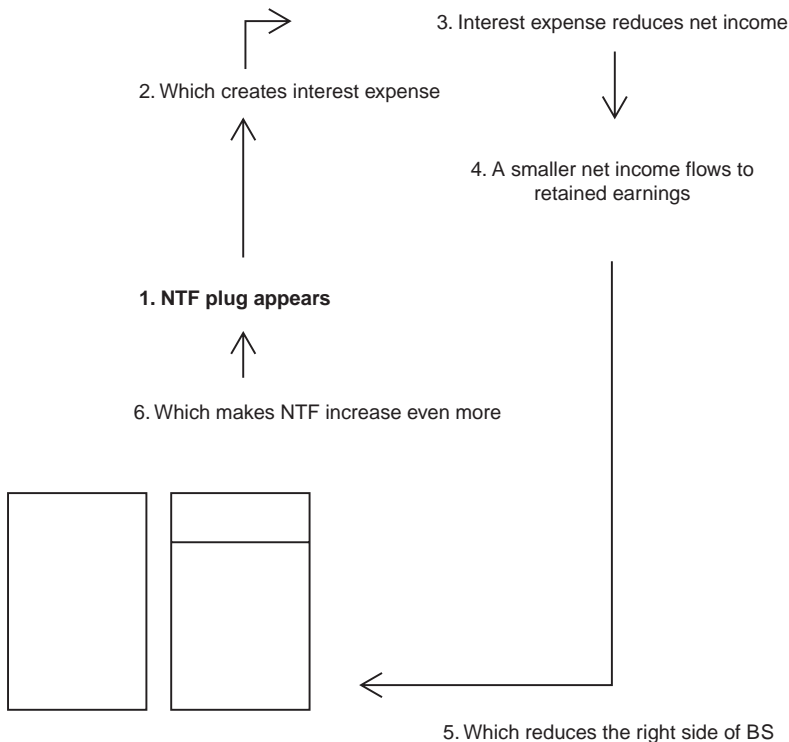 3. Interest expense reduces net income
2. Which creates interest expense
4. A smaller net income flows to
retained earnings
1. NTF plug appears
6. Which makes NTF increase even more
5. Which reduces the right side of BS